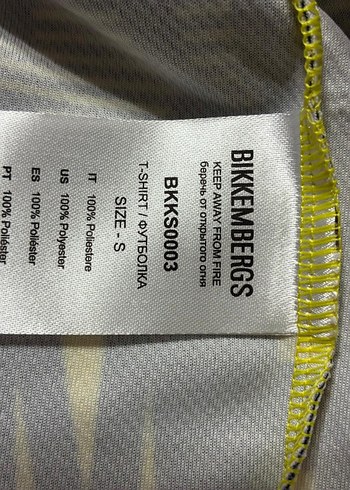 BIKKEMBERGS
KEEP AWAY FROM FIRE
беречь от открытого огня
BKKS0003
T-SHIRT / ФУТБОЛКА
SIZE - S
IT 100% Poliestere
US 100% Polyester
ES 100% Poliéster
PT 100% Poliéster